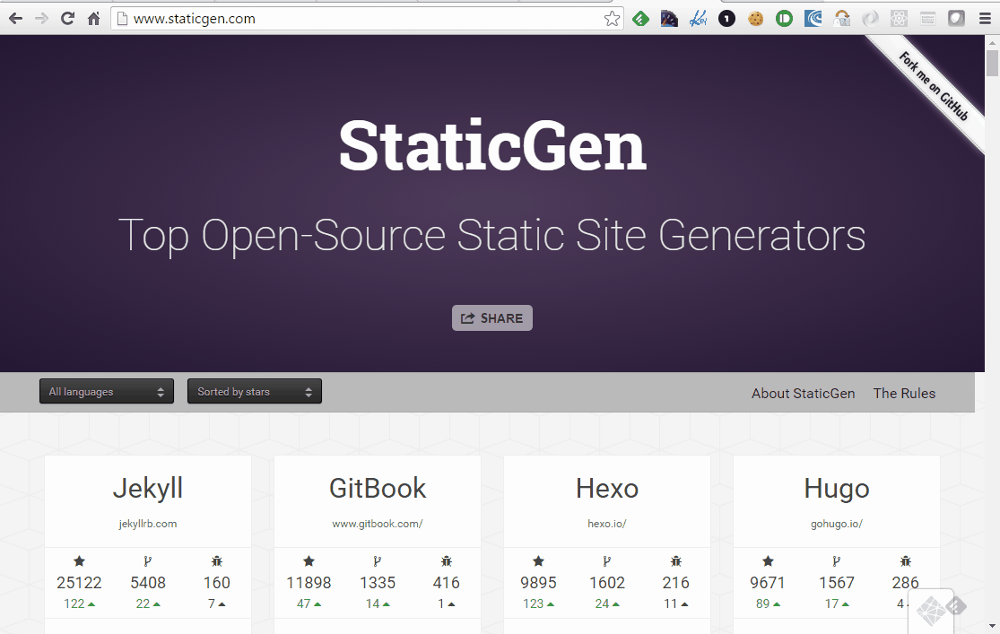 www.staticgen.com
Fork me on GitHub
StaticGen
Top Open-Source Static Site Generators
SHARE
All languages
Sorted by stars
About StaticGen
The Rules
Jekyll
jekyllrb.com
25122 5408 160
122 22 7
GitBook
www.gitbook.com/
11898 1335 416
47 14 1
Hexo
hexo.io/
9895 1602 216
123 24 11
Hugo
gohugo.io/
9671 1567 286
89 17 4